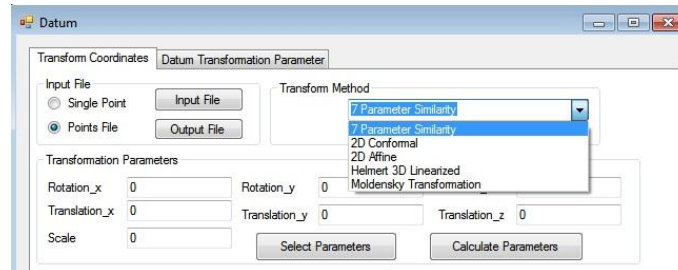 Datum
Transform Coordinates Datum Transformation Parameter
Input File
Single Point Input File
Points File Output File
Transform Method
7 Parameter Similarity
7 Parameter Similarity
2D Conformal
2D Affine
Helmert 3D Linearized
Moldensky Transformation
Transformation Parameters
Rotation_x 0 Rotation_y 0
Translation_x 0 Translation_y 0 Translation_z 0
Scale 0 Select Parameters Calculate Parameters